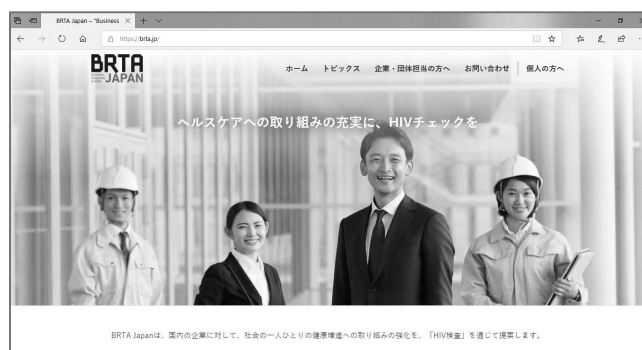 BRTA Japan – "Business
https://brta.jp/
BRTA
JAPAN
ホーム トピックス 企業・団体担当の方へ お問い合わせ 個人の方へ
ヘルスケアへの取り組みの充実に、HIVチェックを
BRTA Japanは、国内の企業に対して、社会の一人ひとりの健康増進への取り組みの強化を、「HIV検査」を通じて提案します。